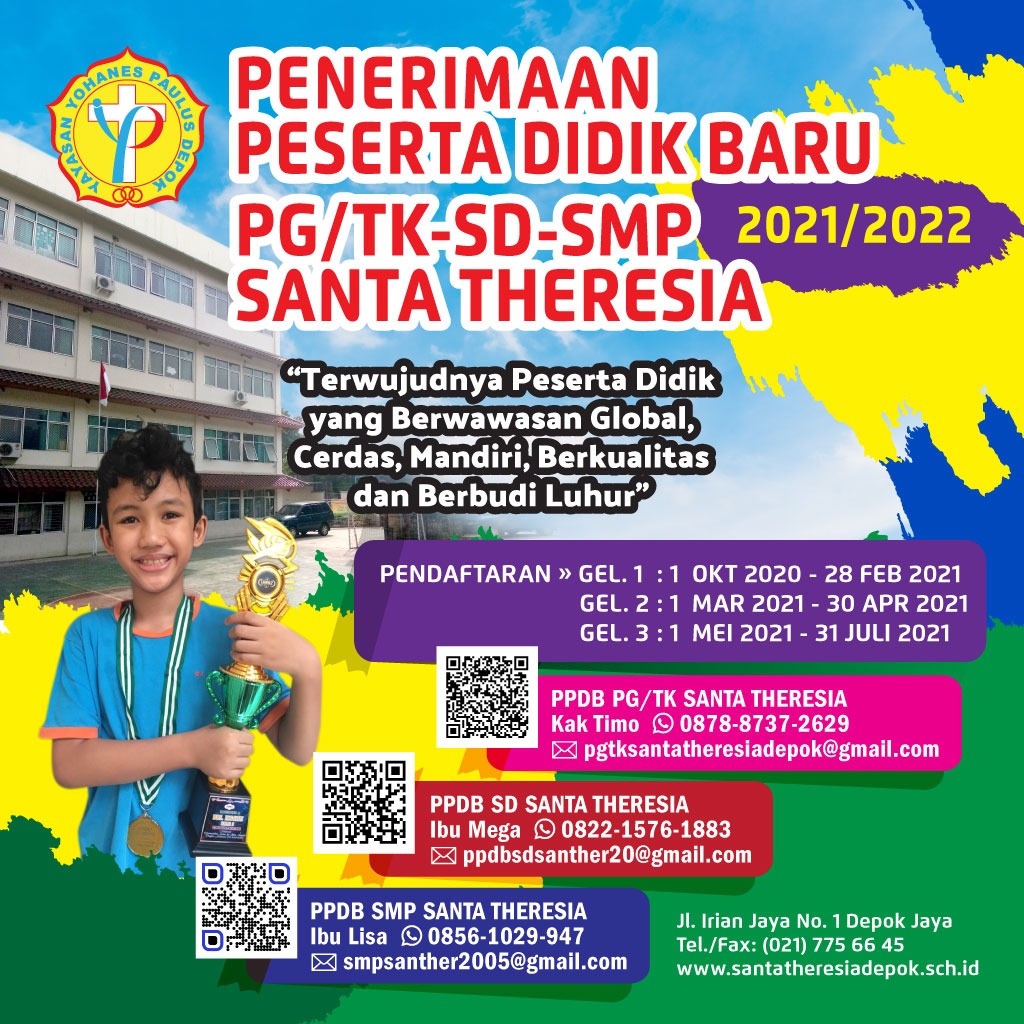 YAYASAN YOHANES PAULUS DEPOK
PENERIMAAN
PESERTA DIDIK BARU
PG/TK-SD-SMP
2021/2022
SANTA THERESIA
“Terwujudnya Peserta Didik
yang Berwawasan Global,
Cerdas, Mandiri, Berkualitas
dan Berbudi Luhur”
PENDAFTARAN » GEL. 1 : 1 OKT 2020 - 28 FEB 2021
GEL. 2 : 1 MAR 2021 - 30 APR 2021
GEL. 3 : 1 MEI 2021 - 31 JULI 2021
PPDB PG/TK SANTA THERESIA
Kak Timo 0878-8737-2629
pgtksantatheresiadepok@gmail.com
PPDB SD SANTA THERESIA
Ibu Mega 0822-1576-1883
ppdbsdsanther20@gmail.com
PPDB SMP SANTA THERESIA
Ibu Lisa 0856-1029-947
smpsanther2005@gmail.com
Jl. Irian Jaya No. 1 Depok Jaya
Tel./Fax: (021) 775 66 45
www.santatheresiadepok.sch.id